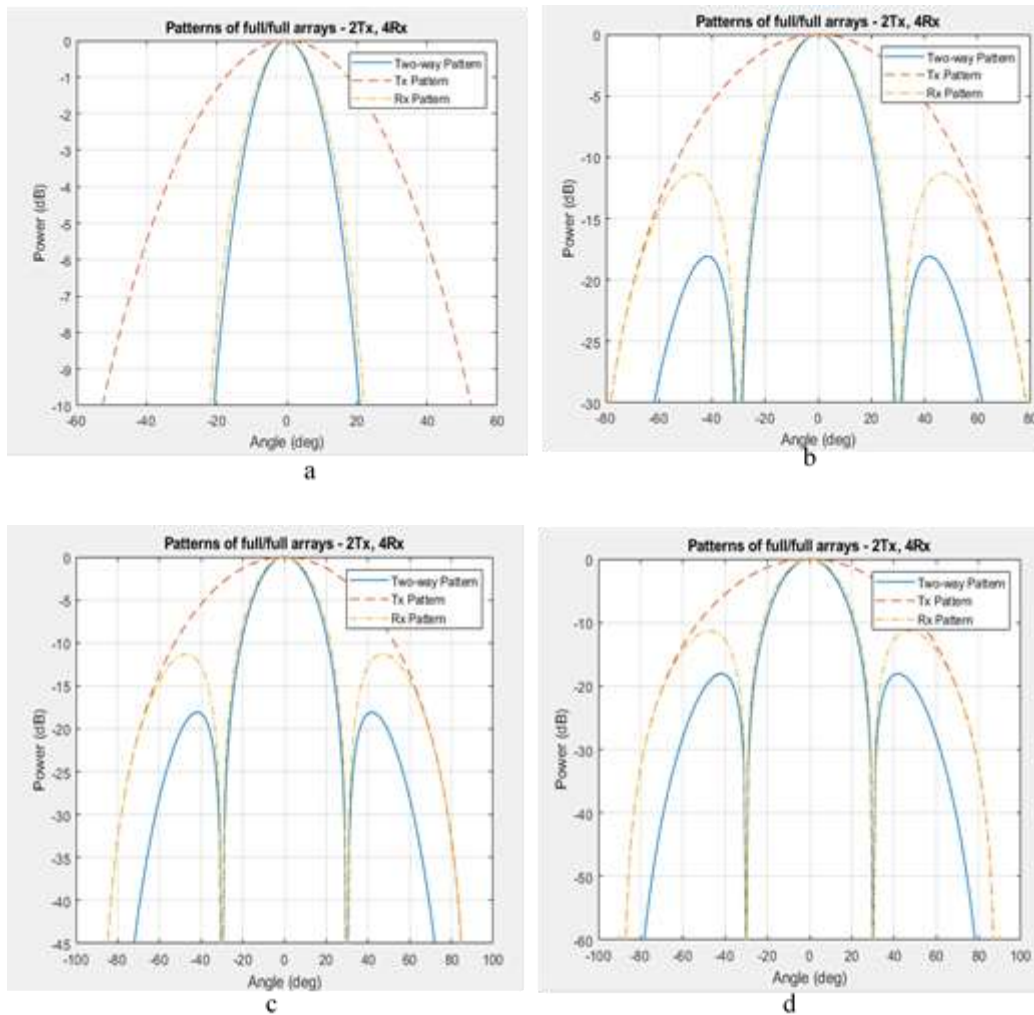 Patterns of full/full arrays - 2Tx, 4Rx
Two-way Pattern
Tx Pattern
Rx Pattern
Power (dB)
0
-1
-2
-3
-4
-5
-6
-7
-8
-9
-10
-60
-40
-20
0
20
40
60
Angle (deg)
a
Patterns of full/full arrays - 2Tx, 4Rx
Two-way Pattern
Tx Pattern
Rx Pattern
Power (dB)
0
-5
-10
-15
-20
-25
-30
-80
-60
-40
-20
0
20
40
60
80
Angle (deg)
b
Patterns of full/full arrays - 2Tx, 4Rx
Two-way Pattern
Tx Pattern
Rx Pattern
Power (dB)
0
-5
-10
-15
-20
-25
-30
-35
-40
-45
-100
-80
-60
-40
-20
0
20
40
60
80
100
Angle (deg)
c
Patterns of full/full arrays - 2Tx, 4Rx
Two-way Pattern
Tx Pattern
Rx Pattern
Power (dB)
0
-10
-20
-30
-40
-50
-60
-100
-80
-60
-40
-20
0
20
40
60
80
100
Angle (deg)
d